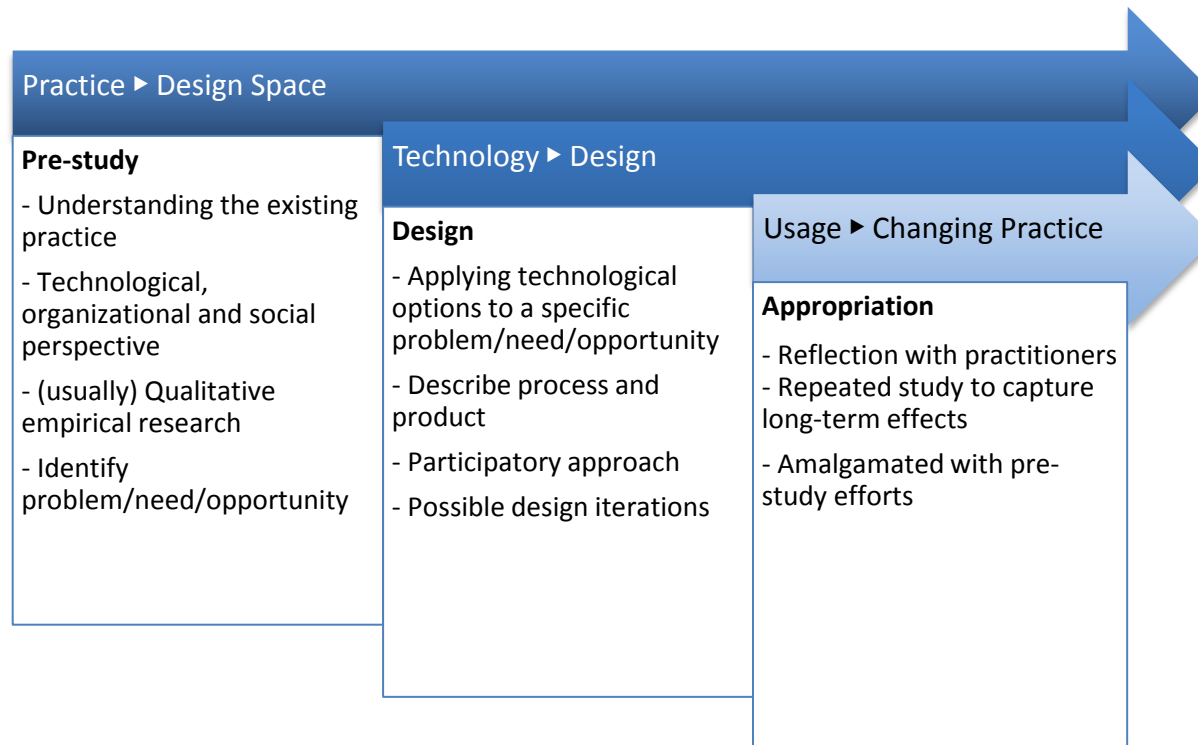 Practice ▶ Design Space
Pre-study
- Understanding the existing
practice
- Technological,
organizational and social
perspective
- (usually) Qualitative
empirical research
- Identify
problem/need/opportunity
Technology ▶ Design
Design
- Applying technological
options to a specific
problem/need/opportunity
- Describe process and
product
- Participatory approach
- Possible design iterations
Usage ▶ Changing Practice
Appropriation
- Reflection with practitioners
- Repeated study to capture
long-term effects
- Amalgamated with pre-
study efforts